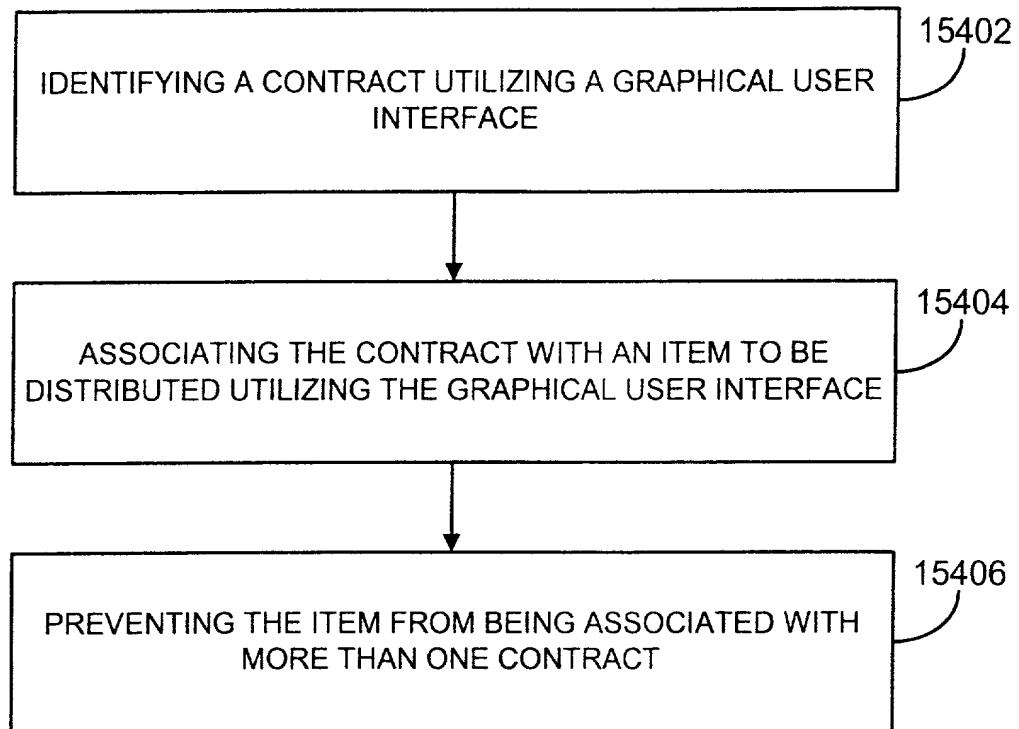 15402
IDENTIFYING A CONTRACT UTILIZING A GRAPHICAL USER
INTERFACE
15404
ASSOCIATING THE CONTRACT WITH AN ITEM TO BE
DISTRIBUTED UTILIZING THE GRAPHICAL USER INTERFACE
15406
PREVENTING THE ITEM FROM BEING ASSOCIATED WITH
MORE THAN ONE CONTRACT